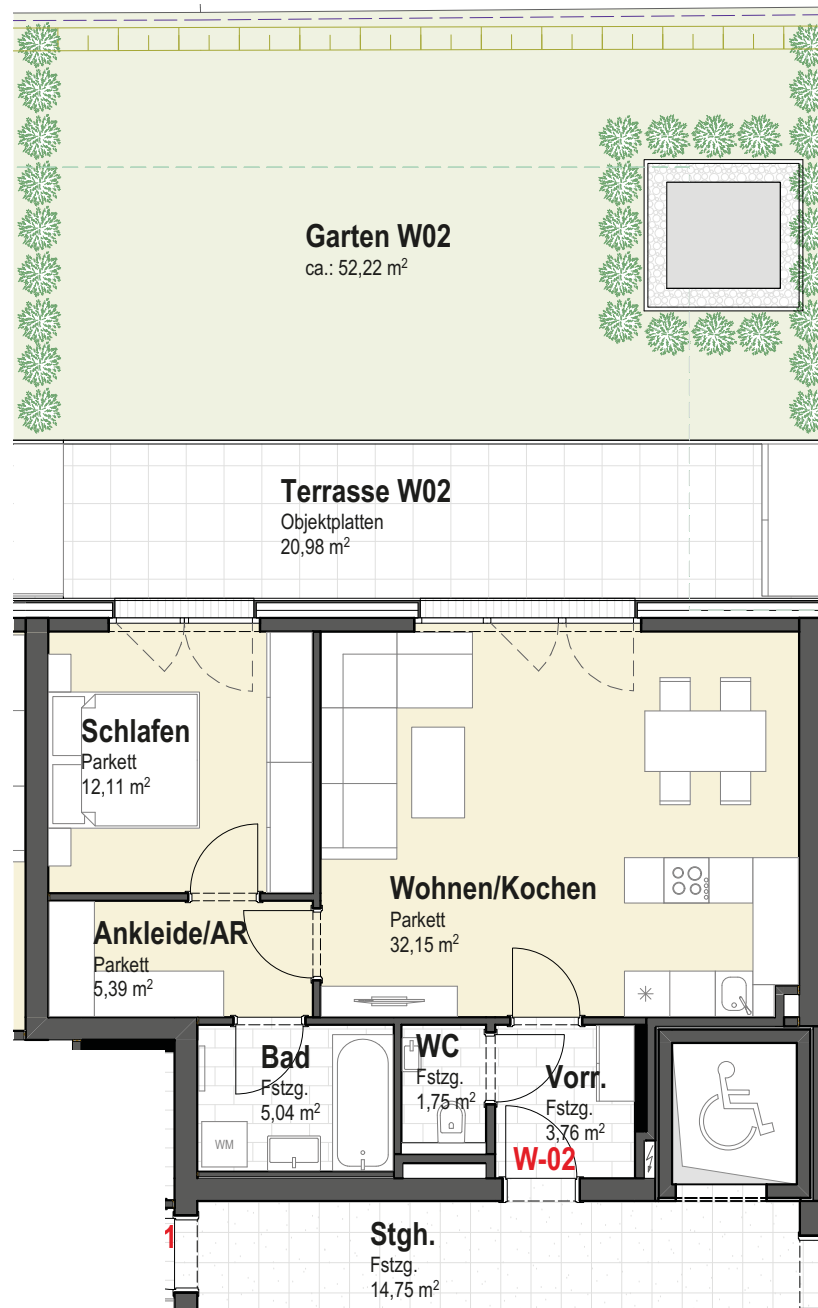 Garten W02
ca.: 52,22 m²
Terrasse W02
Objektplatten
20,98 m²
Schlafen
Parkett
12,11 m²
Wohnen/Kochen
Parkett
32,15 m²
Ankleide/AR
Parkett
5,39 m²
Bad
Fstzg.
5,04 m²
WM
WC
Fstzg.
1,75 m²
Vorr.
Fstzg.
3,76 m²
W-02
1
Stgh.
Fstzg.
14,75 m²